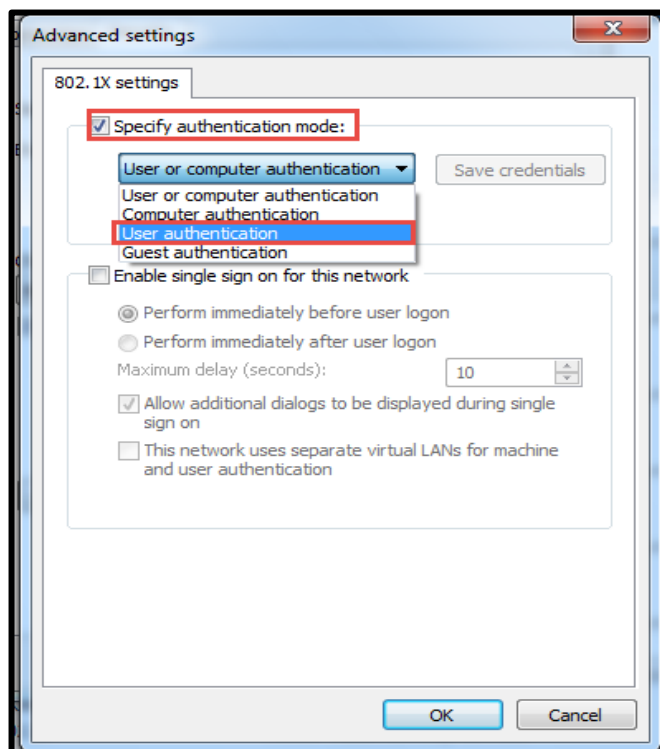 Advanced settings
802.1X settings
Specify authentication mode:
User or computer authentication
Save credentials
User or computer authentication
Computer authentication
User authentication
Guest authentication
Enable single sign on for this network
Perform immediately before user logon
Perform immediately after user logon
Maximum delay (seconds):
10
Allow additional dialogs to be displayed during single
sign on
This network uses separate virtual LANs for machine
and user authentication
OK
Cancel